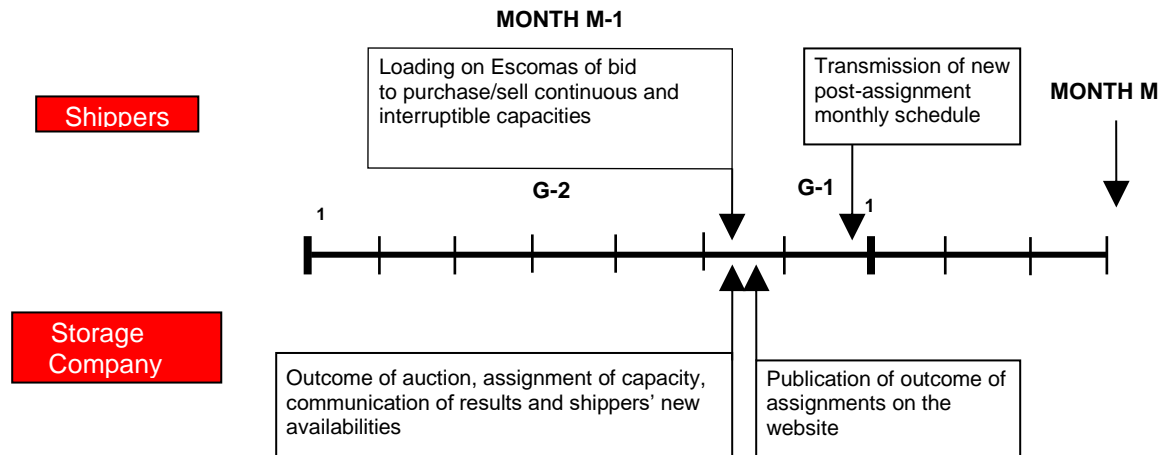 MONTH M-1
Loading on Escomas of bid
to purchase/sell continuous and
interruptible capacities
Transmission of new
post-assignment
monthly schedule
MONTH M
Shippers
G-2
G-1
1
1
Storage
Company
Outcome of auction, assignment of capacity,
communication of results and shippers' new
availabilities
Publication of outcome of
assignments on the
website